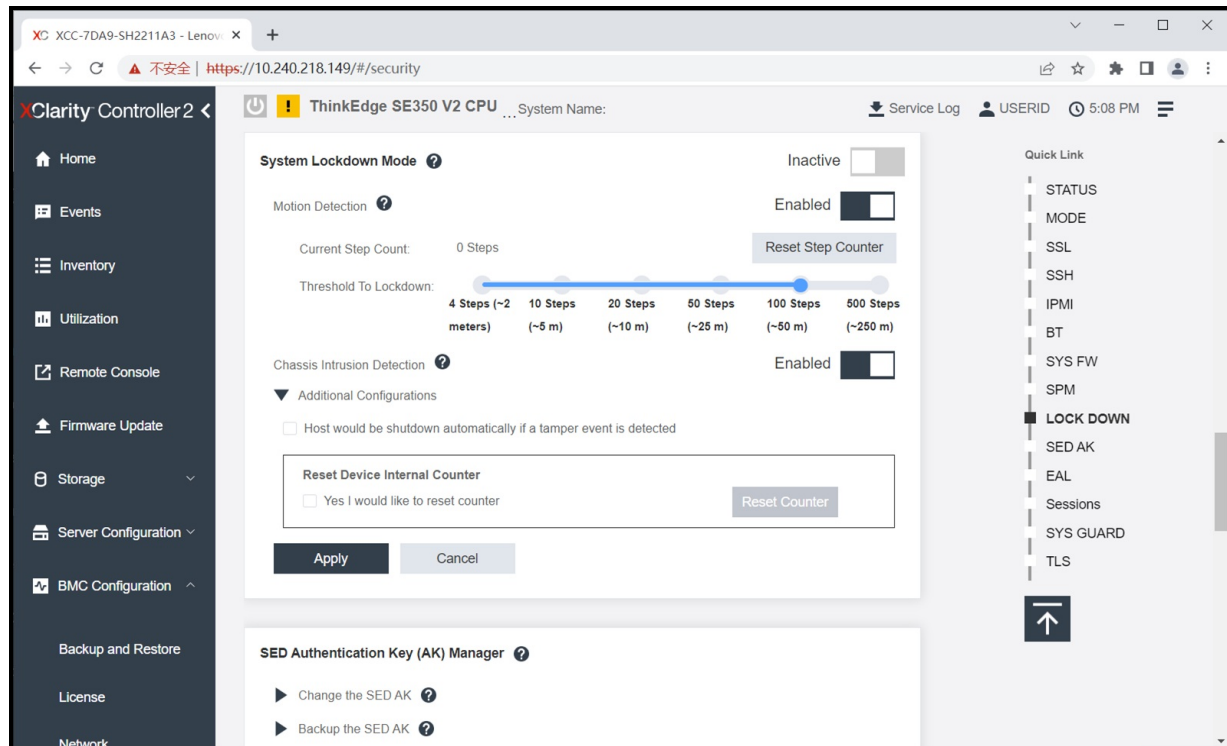 XC XCC-7DA9-SH2211A3 - Lenov
不安全 | https://10.240.218.149/#/security
XClarity Controller 2
ThinkEdge SE350 V2 CPU ... System Name:
Service Log
USERID
5:08 PM
Home
Events
Inventory
Utilization
Remote Console
Firmware Update
Storage
Server Configuration
BMC Configuration
Backup and Restore
License
Network
System Lockdown Mode ?
Inactive
Motion Detection ?
Enabled
Current Step Count: 0 Steps
Reset Step Counter
Threshold To Lockdown:
4 Steps (~2 meters)
10 Steps (~5 m)
20 Steps (~10 m)
50 Steps (~25 m)
100 Steps (~50 m)
500 Steps (~250 m)
Chassis Intrusion Detection ?
Enabled
Additional Configurations
Host would be shutdown automatically if a tamper event is detected
Reset Device Internal Counter
Yes I would like to reset counter
Reset Counter
Apply
Cancel
SED Authentication Key (AK) Manager ?
Change the SED AK ?
Backup the SED AK ?
Quick Link
STATUS
MODE
SSL
SSH
IPMI
BT
SYS FW
SPM
LOCK DOWN
SED AK
EAL
Sessions
SYS GUARD
TLS